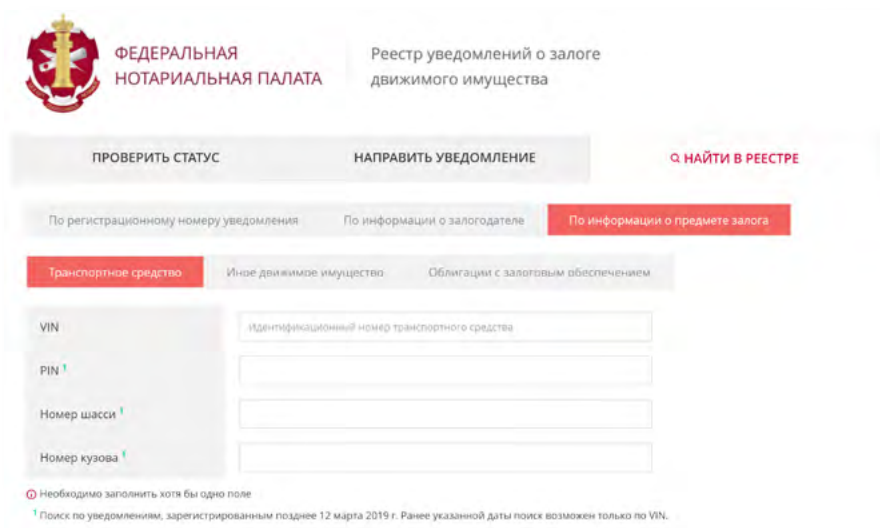 ФЕДЕРАЛЬНАЯ
НОТАРИАЛЬНАЯ ПАЛАТА
Реестр уведомлений о залоге
движимого имущества
ПРОВЕРИТЬ СТАТУС
НАПРАВИТЬ УВЕДОМЛЕНИЕ
НАЙТИ В РЕЕСТРЕ
По регистрационному номеру уведомления
По информации о залогодателе
По информации о предмете залога
Транспортное средство
Иное движимое имущество
Облигации с залоговым обеспечением
VIN
Идентификационный номер транспортного средства
PIN 1
Номер шасси 1
Номер кузова 1
Необходимо заполнить хотя бы одно поле
1 Поиск по уведомлениям, зарегистрированным позднее 12 марта 2019 г. Ранее указанной даты поиск возможен только по VIN.